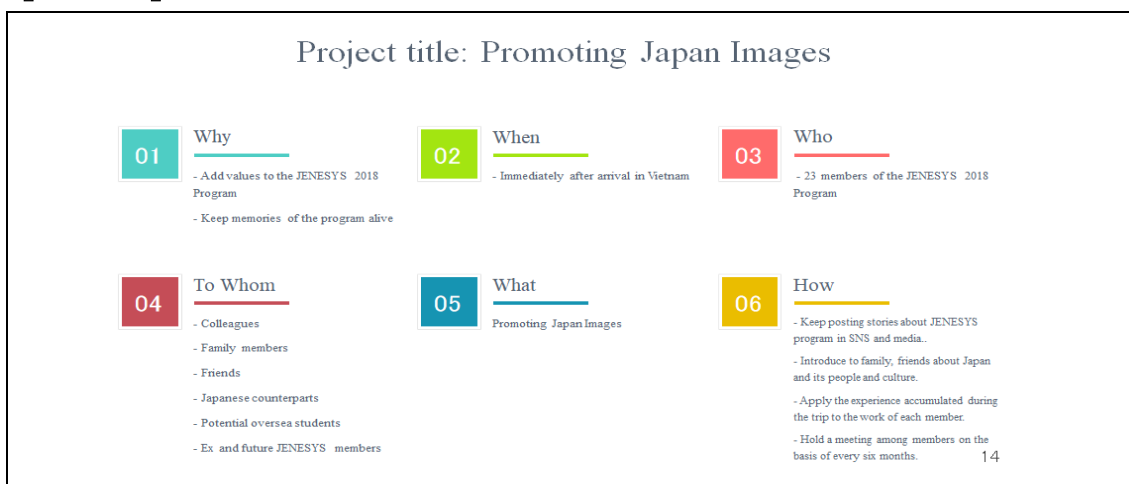 Project title: Promoting Japan Images
01
Why
- Add values to the JENESYS 2018
Program
- Keep memories of the program alive
02
When
- Immediately after arrival in Vietnam
03
Who
- 23 members of the JENESYS 2018
Program
04
To Whom
- Colleagues
- Family members
- Friends
- Japanese counterparts
- Potential oversea students
- Ex and future JENESYS members
05
What
Promoting Japan Images
06
How
- Keep posting stories about JENESYS
program in SNS and media..
- Introduce to family, friends about Japan
and its people and culture.
- Apply the experience accumulated during
the trip to the work of each member.
- Hold a meeting among members on the
basis of every six months.
14